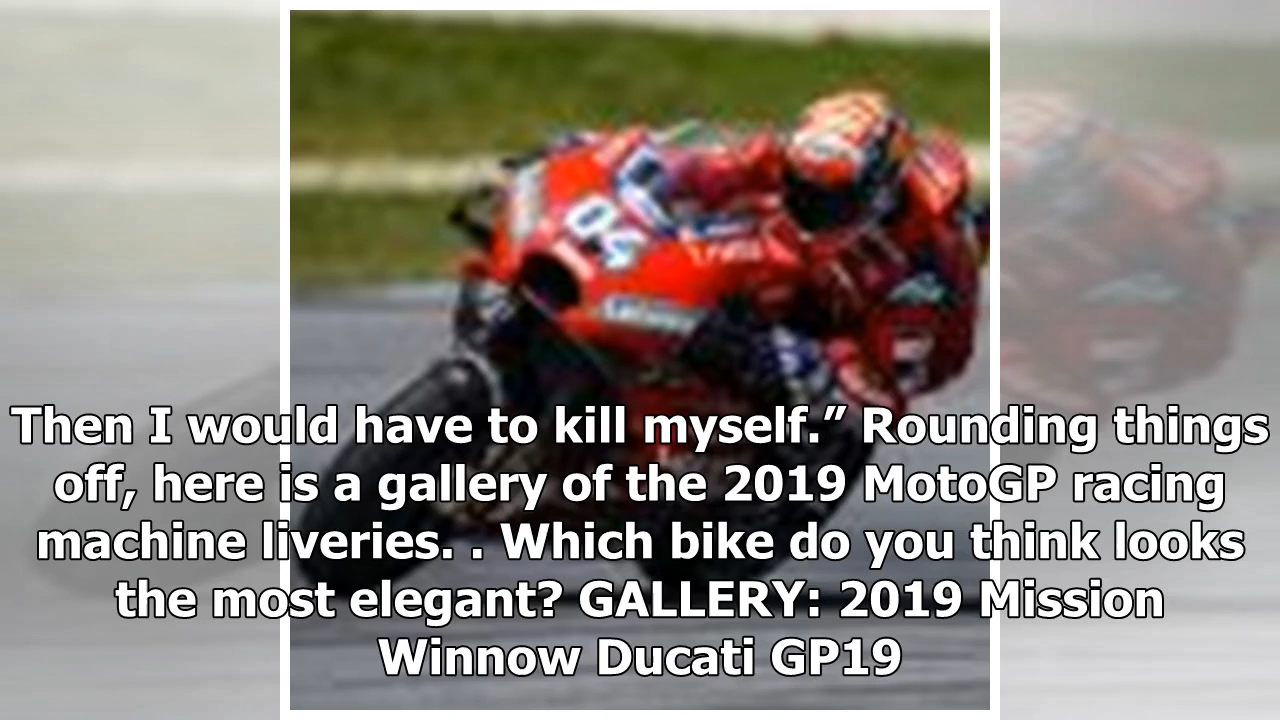 04
Then I would have to kill myself.” Rounding things
off, here is a gallery of the 2019 MotoGP racing
machine liveries. . Which bike do you think looks
the most elegant? GALLERY: 2019 Mission
Winnow Ducati GP19